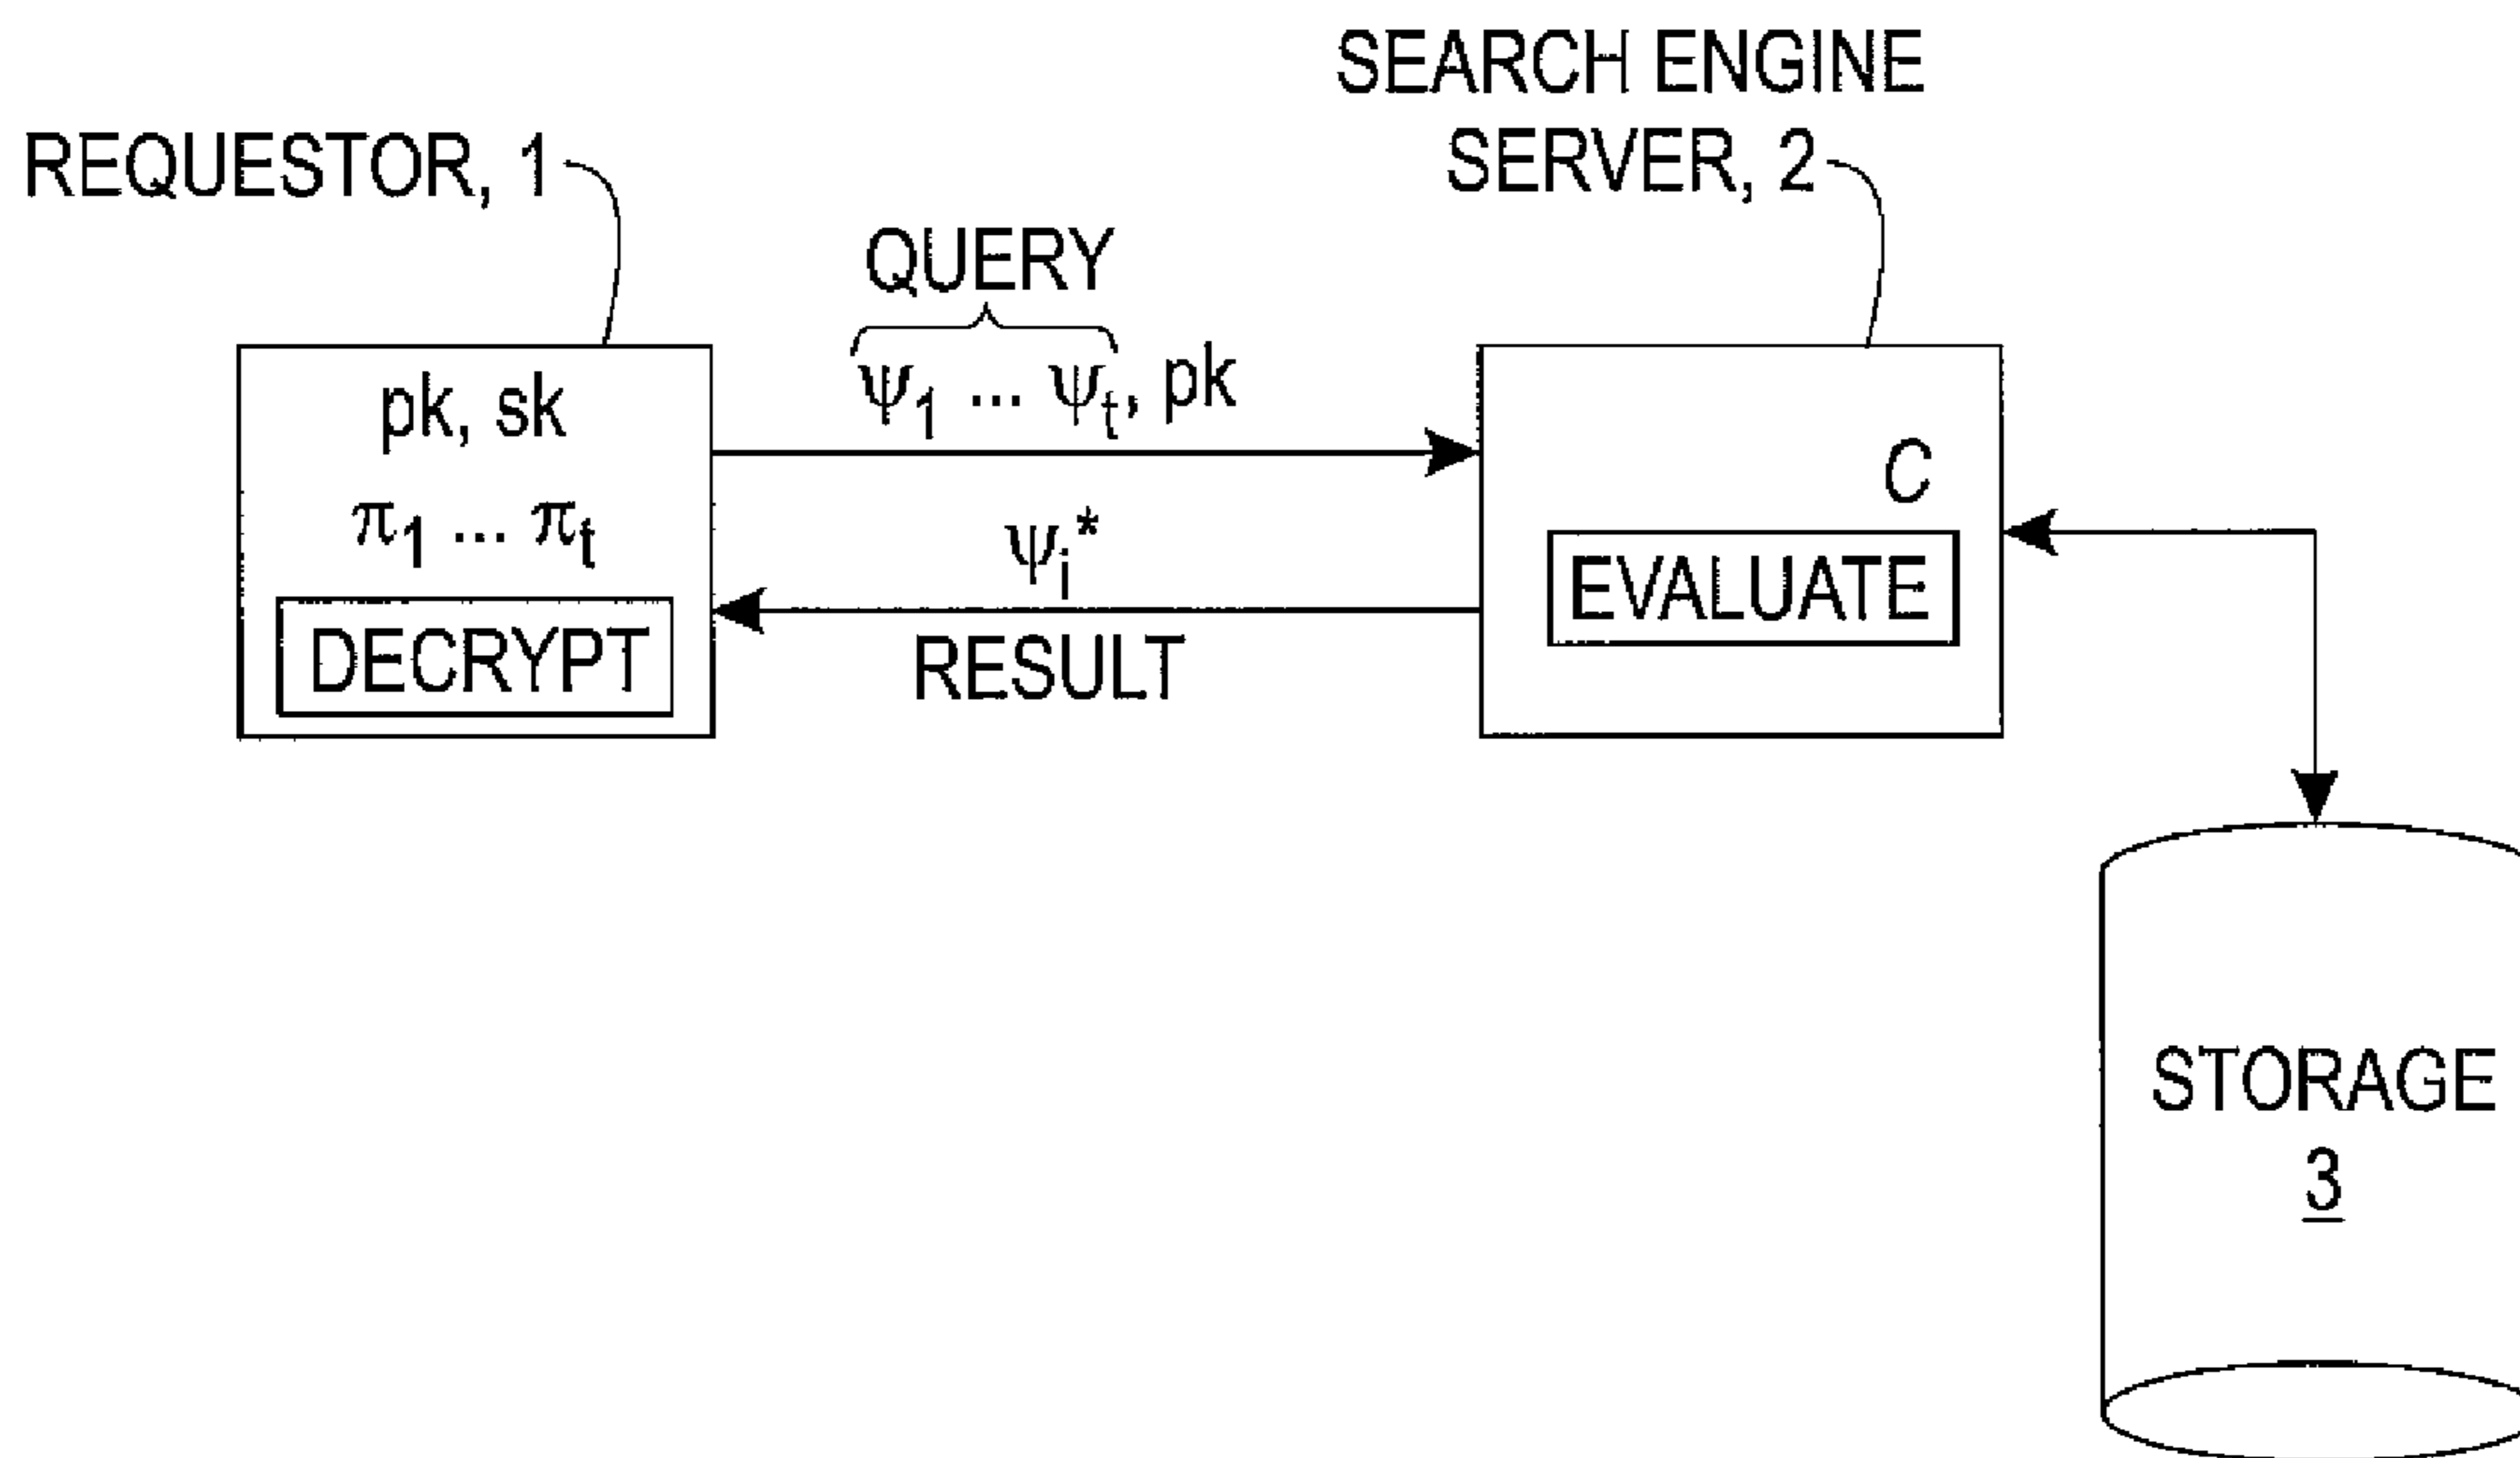 SEARCH ENGINE
SERVER, 2
REQUESTOR, 1
QUERY
ψ1 ... ψt, pk
pk, sk
π1 ... πt
DECRYPT
ψi*
RESULT
C
EVALUATE
STORAGE
3